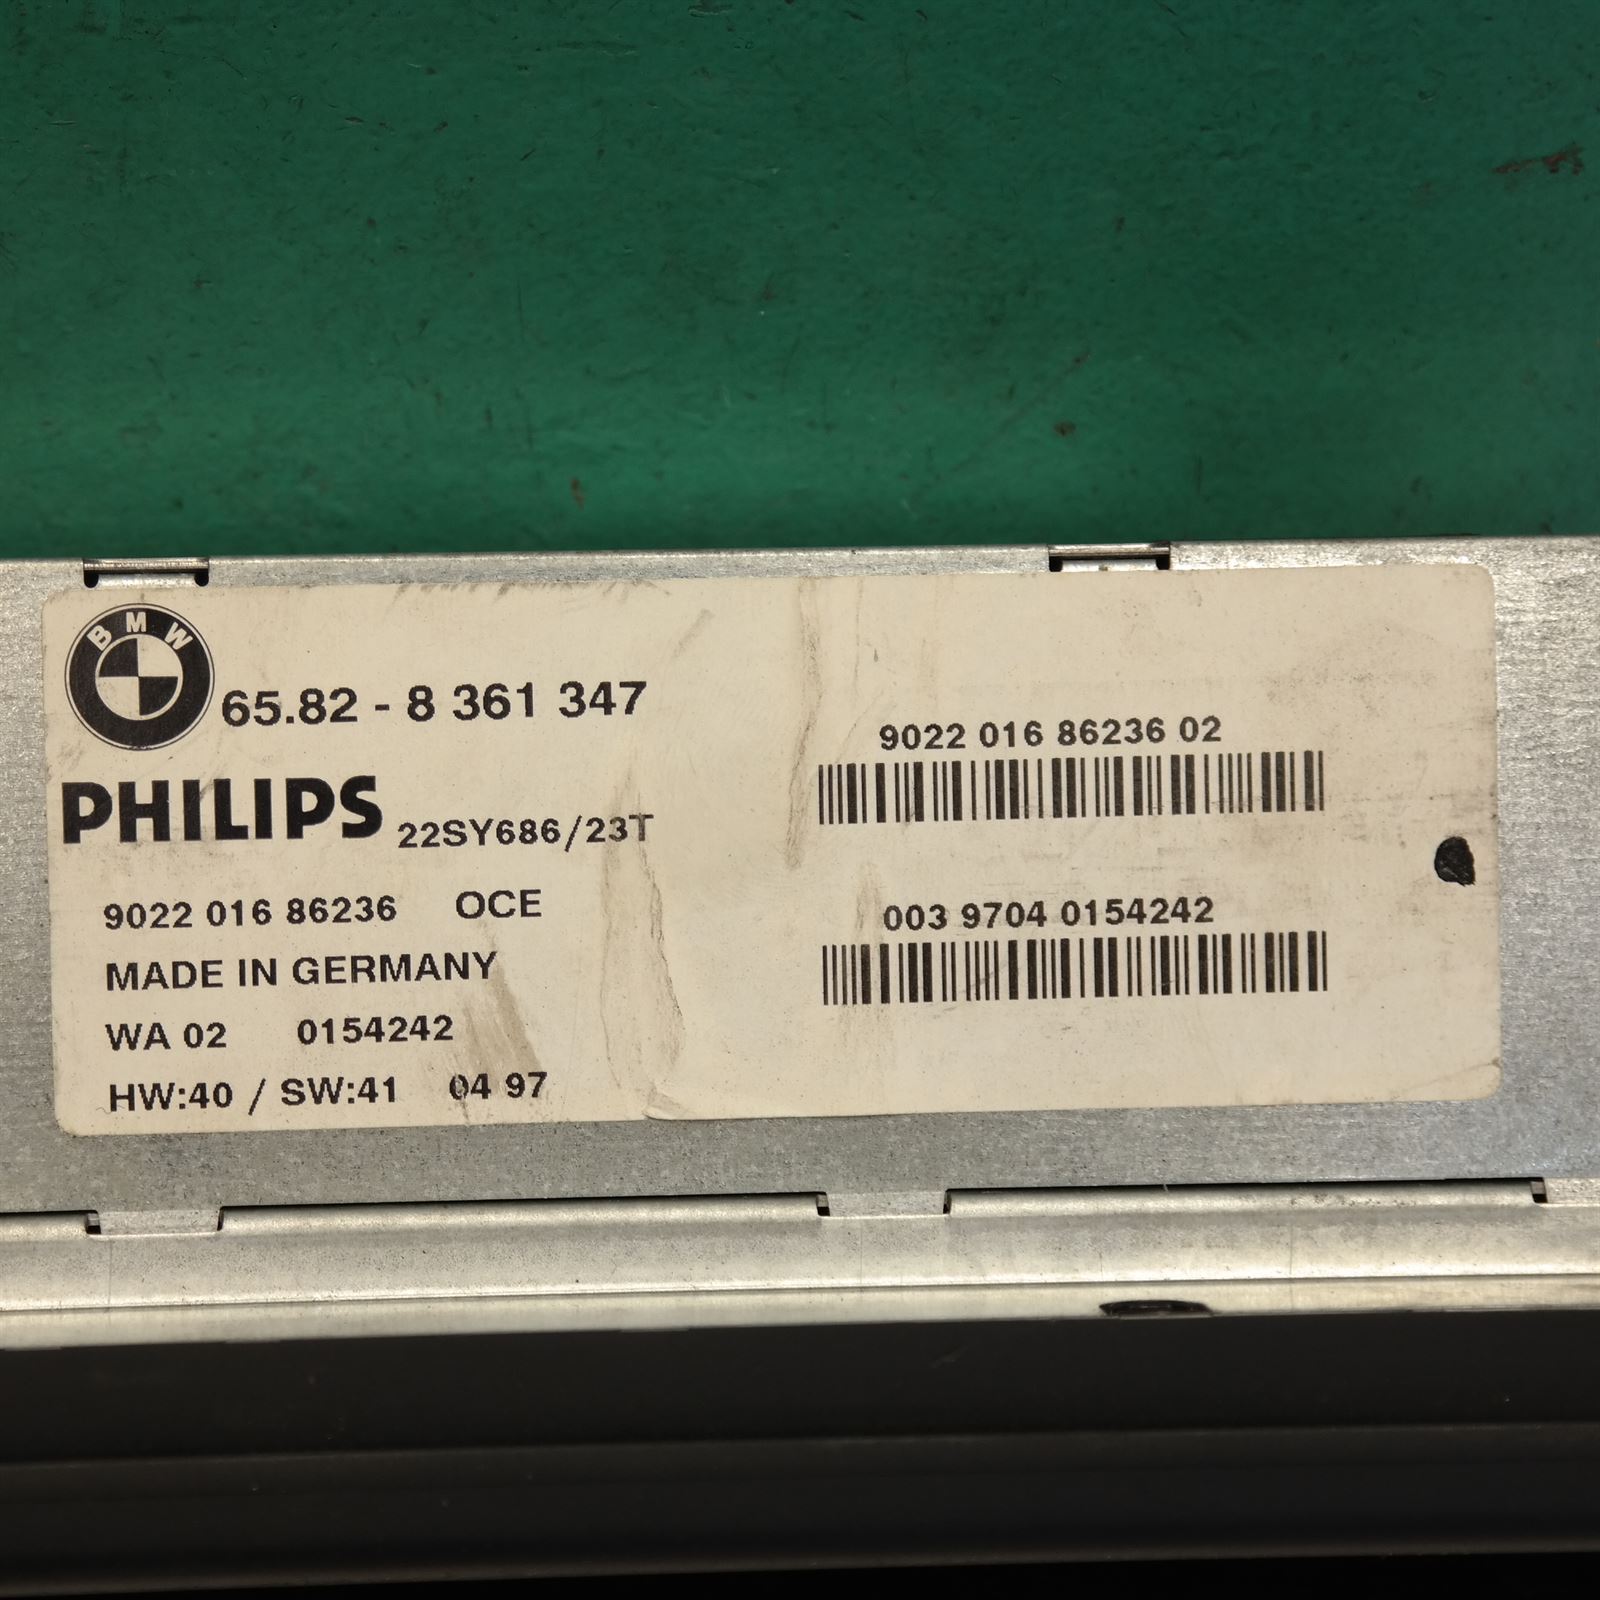 BMW
65.82 - 8 361 347
PHILIPS 22SY686/23T
9022 016 86236 OCE
MADE IN GERMANY
WA 02 0154242
HW:40 / SW:41 04 97
9022 016 86236 02
003 9704 0154242